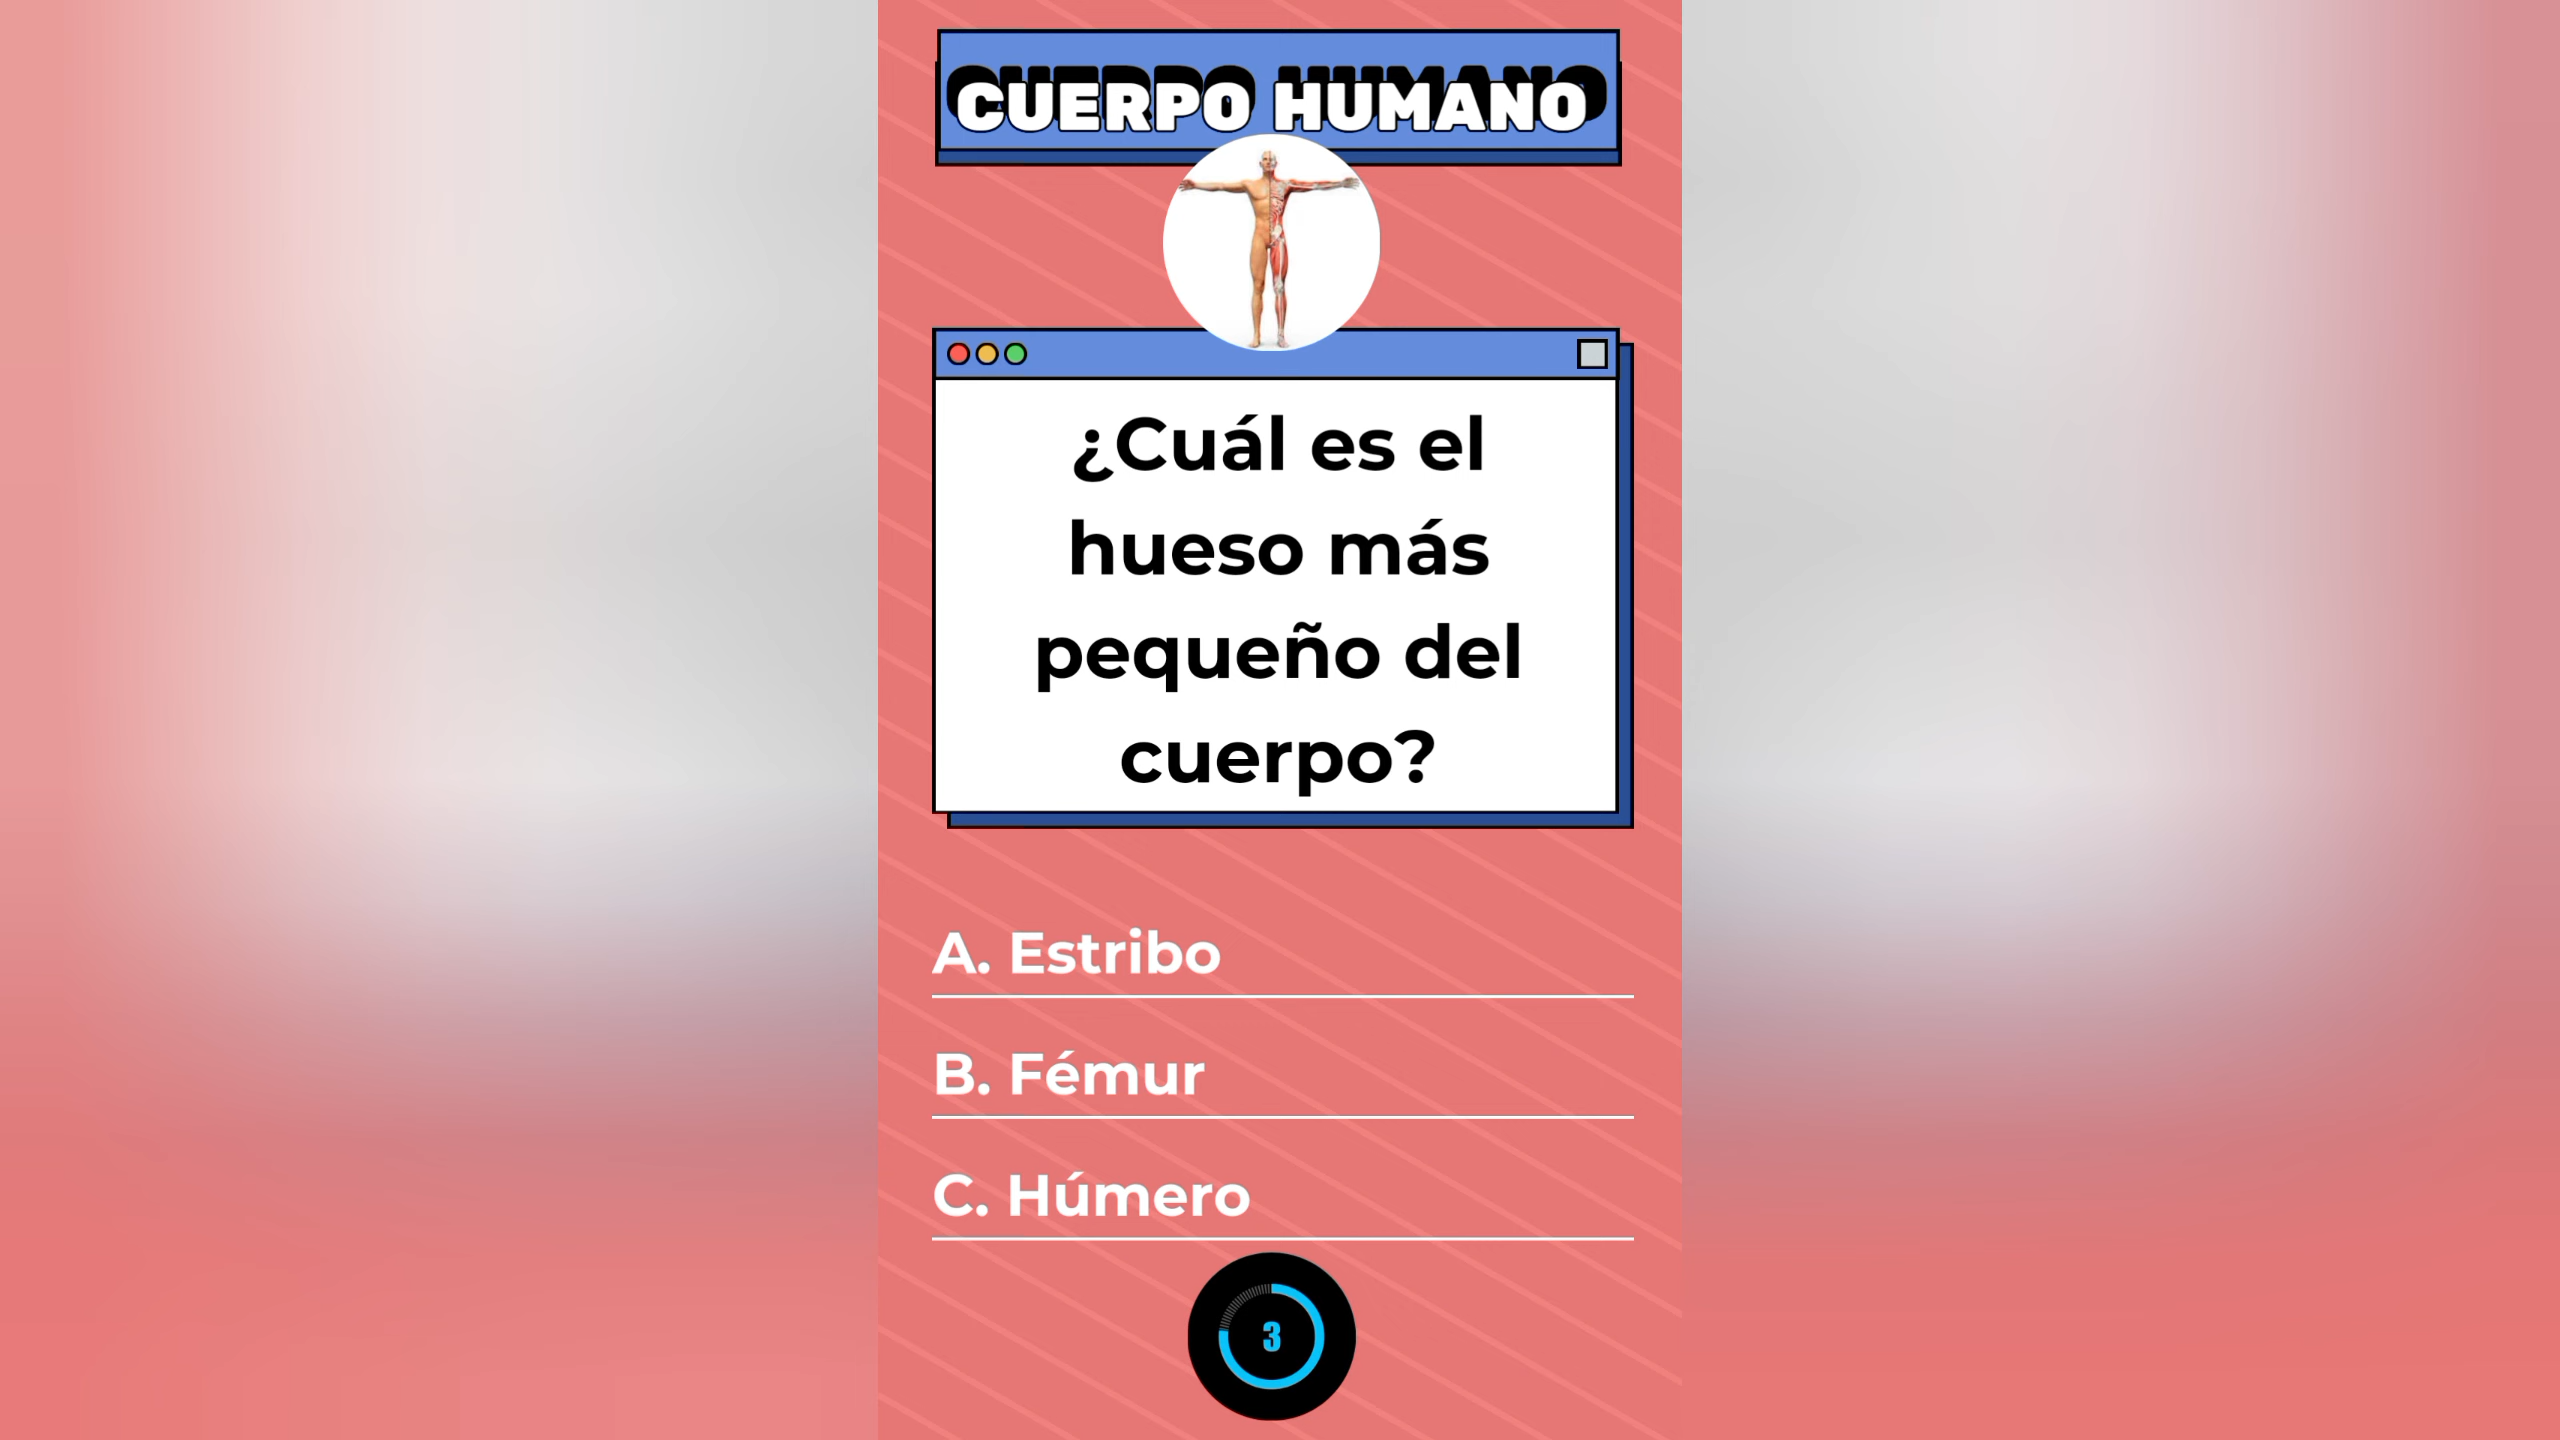 CUERPO HUMANO
¿Cuál es el
hueso más
pequeño del
cuerpo?
A. Estribo
B. Fémur
C. Húmero
3